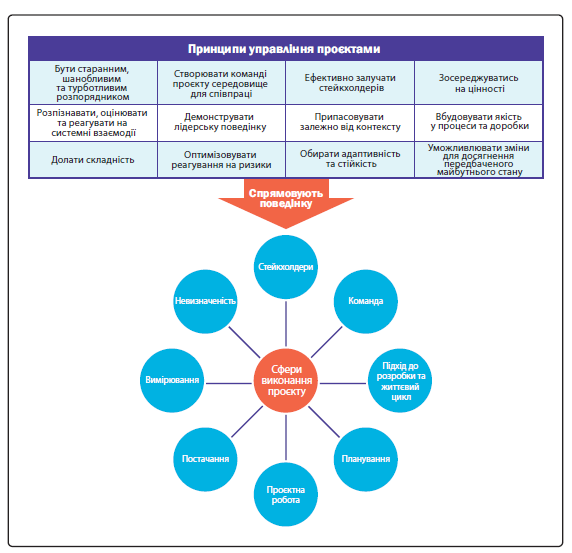 Принципи управління проєктами
Бути старанним,
шанобливим
та турботливим
розпорядником
Створювати команді
проєкту середовище
для співпраці
Ефективно залучати
стейкхолдерів
Зосереджуватись
на цінності
Розпізнавати, оцінювати
та реагувати на
системні взаємодії
Демонструвати
лідерську поведінку
Припасовувати
залежно від контексту
Вбудовувати якість
у процеси та доробки
Долати складність
Оптимізовувати
реагування на ризики
Обирати адаптивність
та стійкість
Уможливлювати зміни
для досягнення
передбаченого
майбутнього стану
Спрямовують
поведінку
Стейкхолдери
Невизначеність
Команда
Сфери
виконання
проєкту
Вимірювання
Підхід до
розробки та
життєвий
цикл
Постачання
Планування
Проєктна
робота